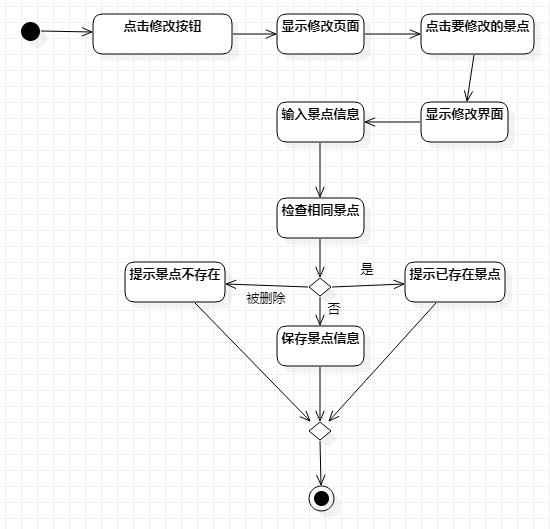 点击修改按钮
显示修改页面
点击要修改的景点
输入景点信息
显示修改界面
检查相同景点
提示景点不存在
是
提示已存在景点
被删除
否
保存景点信息